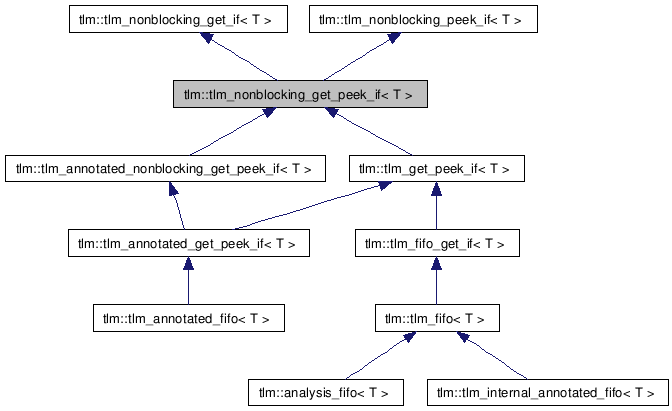 tlm::tlm_nonblocking_get_if< T >
tlm::tlm_nonblocking_peek_if< T >
tlm::tlm_nonblocking_get_peek_if< T >
tlm::tlm_annotated_nonblocking_get_peek_if< T >
tlm::tlm_get_peek_if< T >
tlm::tlm_annotated_get_peek_if< T >
tlm::tlm_fifo_get_if< T >
tlm::tlm_annotated_fifo< T >
tlm::tlm_fifo< T >
tlm::analysis_fifo< T >
tlm::tlm_internal_annotated_fifo< T >